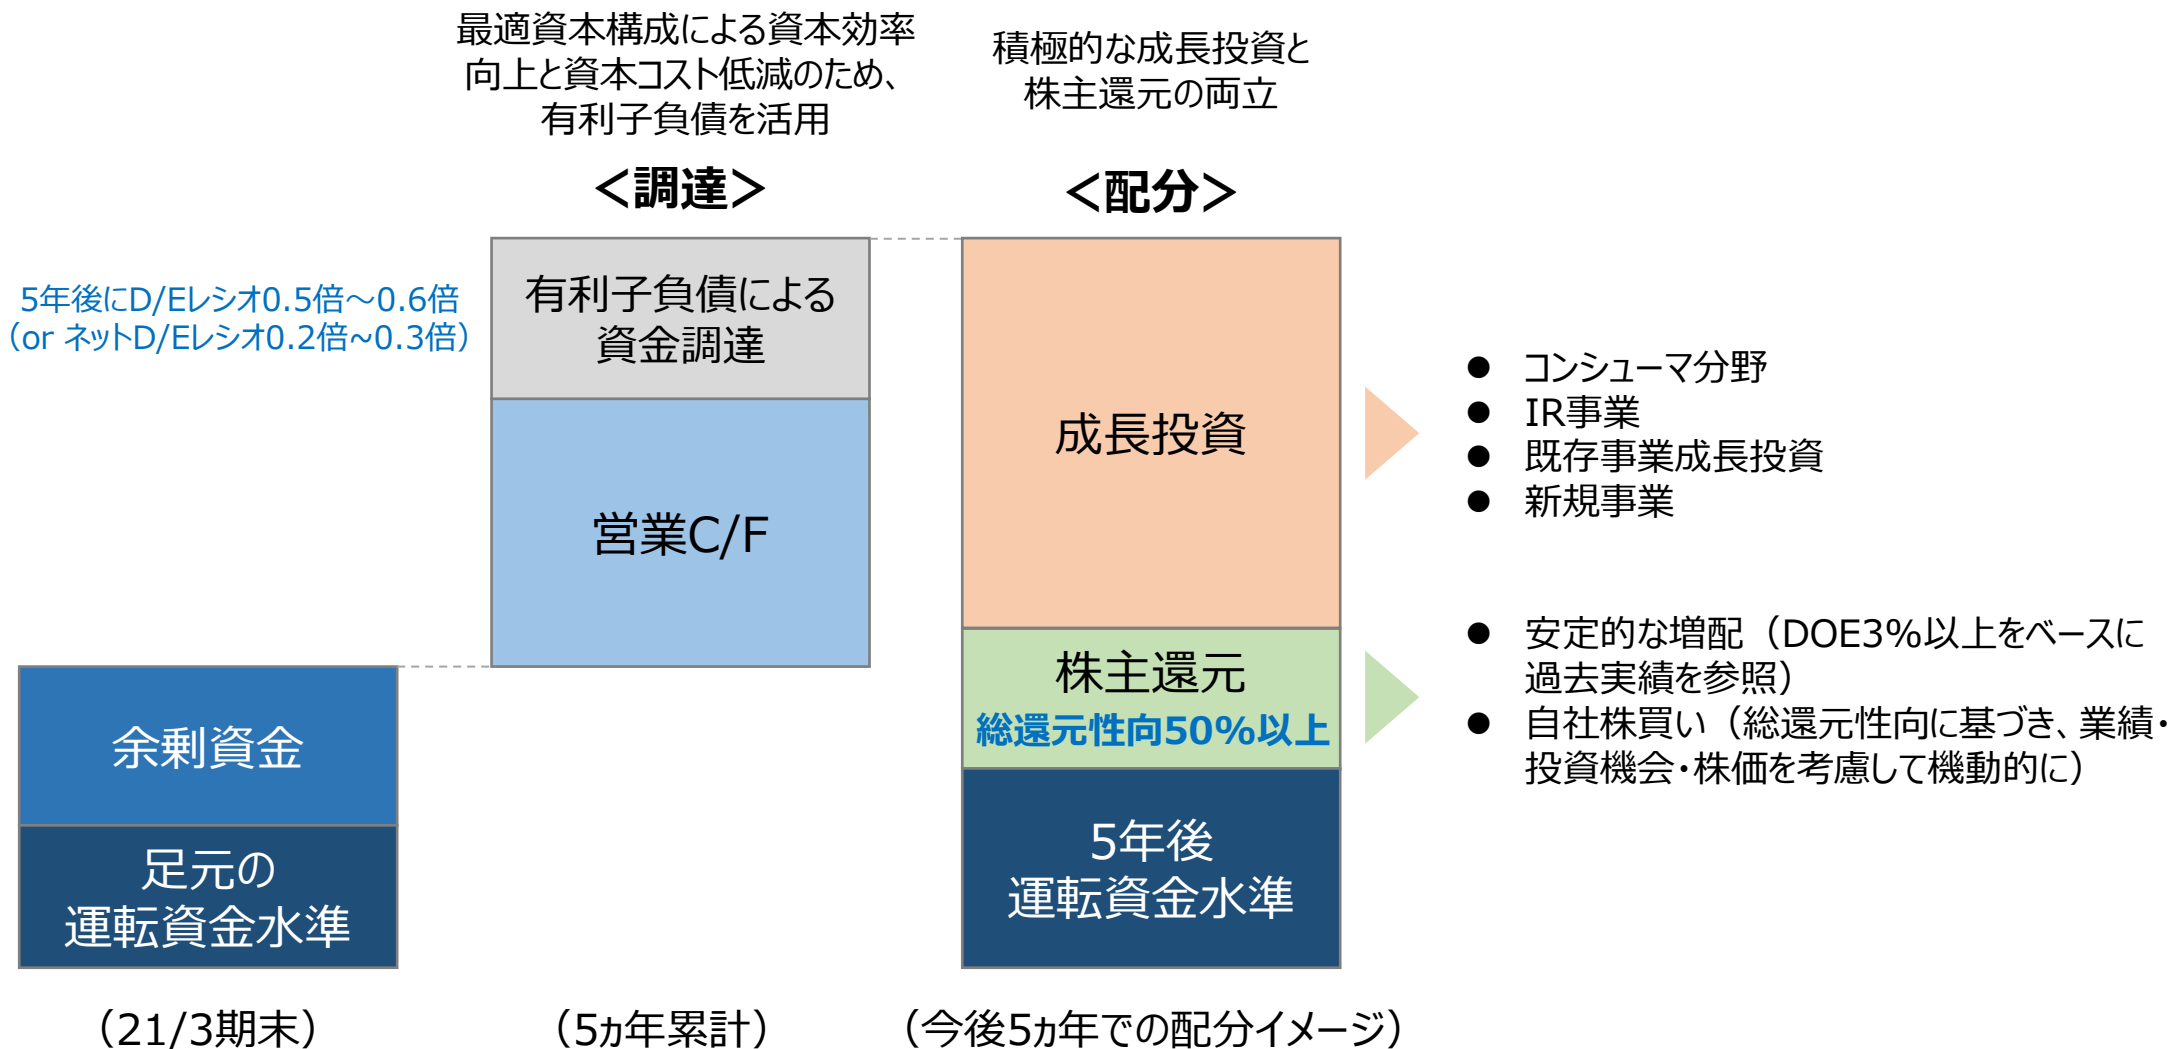 最適資本構成による資本効率
向上と資本コスト低減のため、
有利子負債を活用
積極的な成長投資と
株主還元の両立
＜調達＞
＜配分＞
5年後にD/Eレシオ0.5倍～0.6倍
（or ネットD/Eレシオ0.2倍~0.3倍）
有利子負債による
資金調達
営業C/F
成長投資
● コンシューマ分野
● IR事業
● 既存事業成長投資
● 新規事業
株主還元
総還元性向50%以上
● 安定的な増配（DOE3%以上をベースに
過去実績を参照）
● 自社株買い（総還元性向に基づき、業績・
投資機会・株価を考慮して機動的に）
余剰資金
足元の
運転資金水準
5年後
運転資金水準
（21/3期末）
（5ヵ年累計）
（今後5ヵ年での配分イメージ）